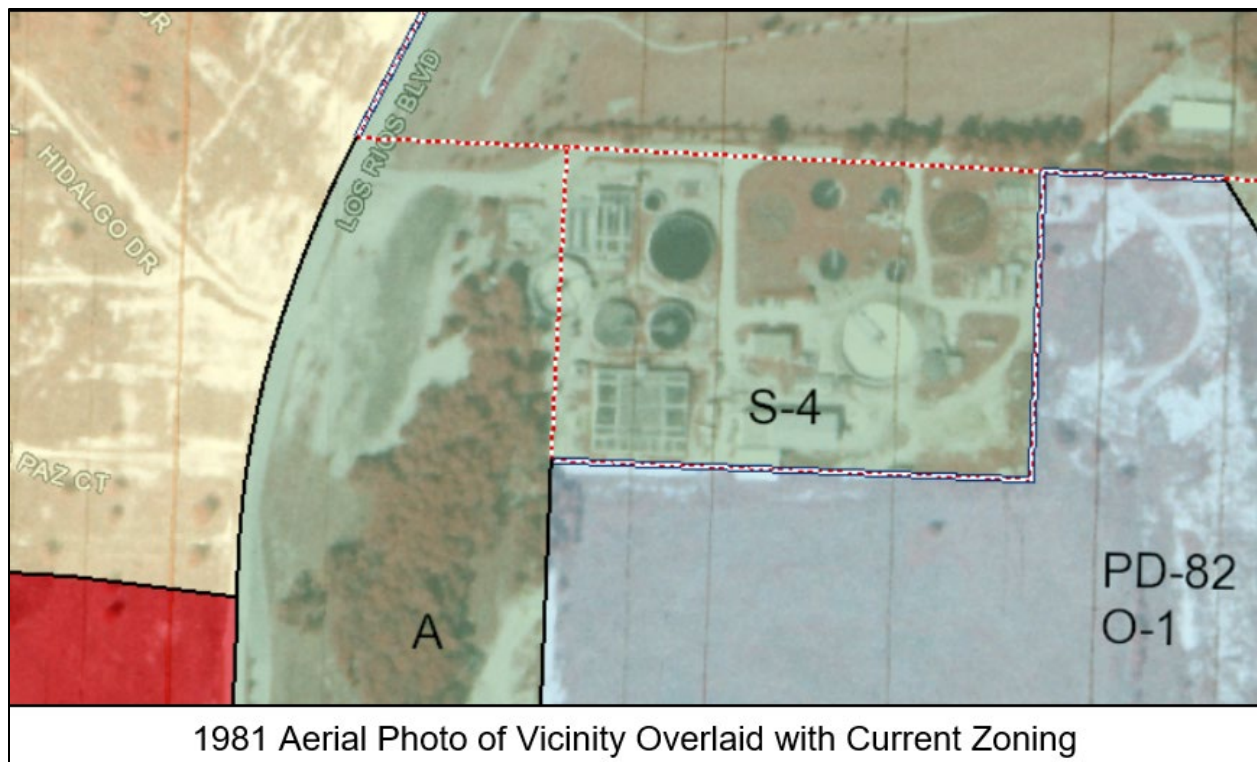 DR
LOS RIOS BLVD
HIDALGO DR
PAZ CT
S-4
PD-82
O-1
A
1981 Aerial Photo of Vicinity Overlaid with Current Zoning